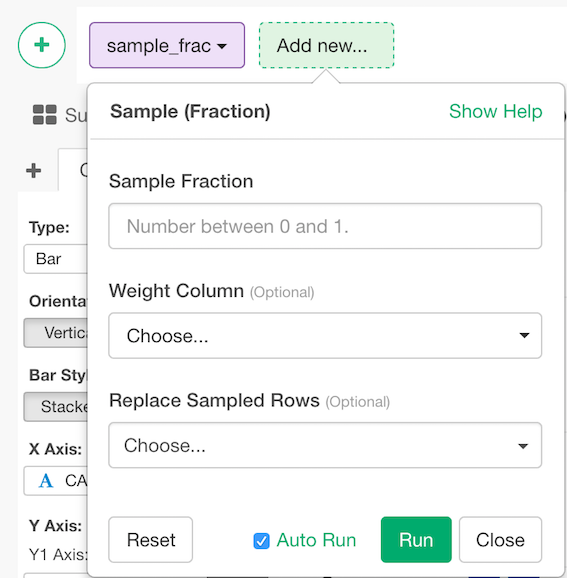 sample_frac
Add new...
Su
Sample (Fraction)
Show Help
C
Sample Fraction
Number between 0 and 1.
Type:
Bar
Weight Column (Optional)
Choose...
Orienta
Vertic
Bar Sty
Stacke
Replace Sampled Rows (Optional)
Choose...
X Axis:
A CA
Y Axis:
Y1 Axis:
Reset
Auto Run
Run
Close